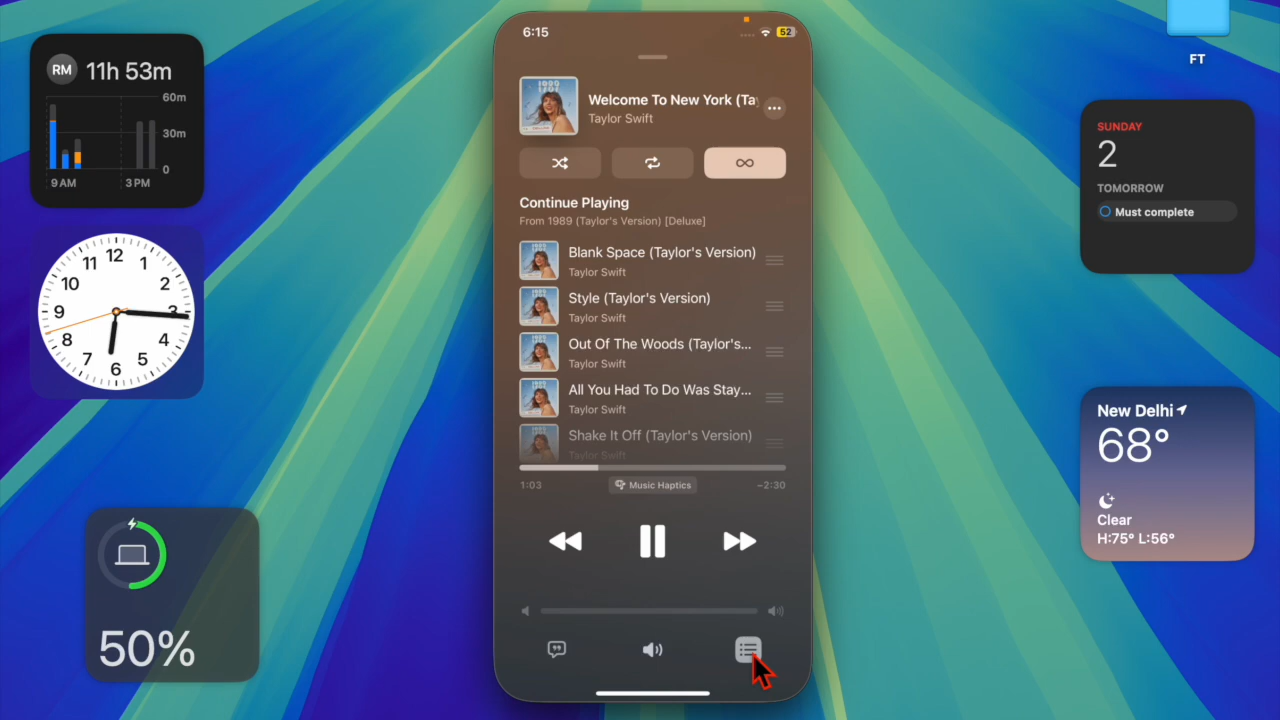 RM
11h 53m
60m
30m
0
9 AM
3 PM
12
1
2
3
4
5
6
7
8
9
10
11
50%
6:15
52
Welcome To New York (Ta
Taylor Swift
Continue Playing
From 1989 (Taylor's Version) [Deluxe]
Blank Space (Taylor's Version)
Taylor Swift
Style (Taylor's Version)
Taylor Swift
Out Of The Woods (Taylor's...
Taylor Swift
All You Had To Do Was Stay...
Taylor Swift
Shake It Off (Taylor's Version)
Taylor Swift
1:03
Music Haptics
−2:30
FT
SUNDAY
2
TOMORROW
Must complete
New Delhi
68°
Clear
H:75° L:56°